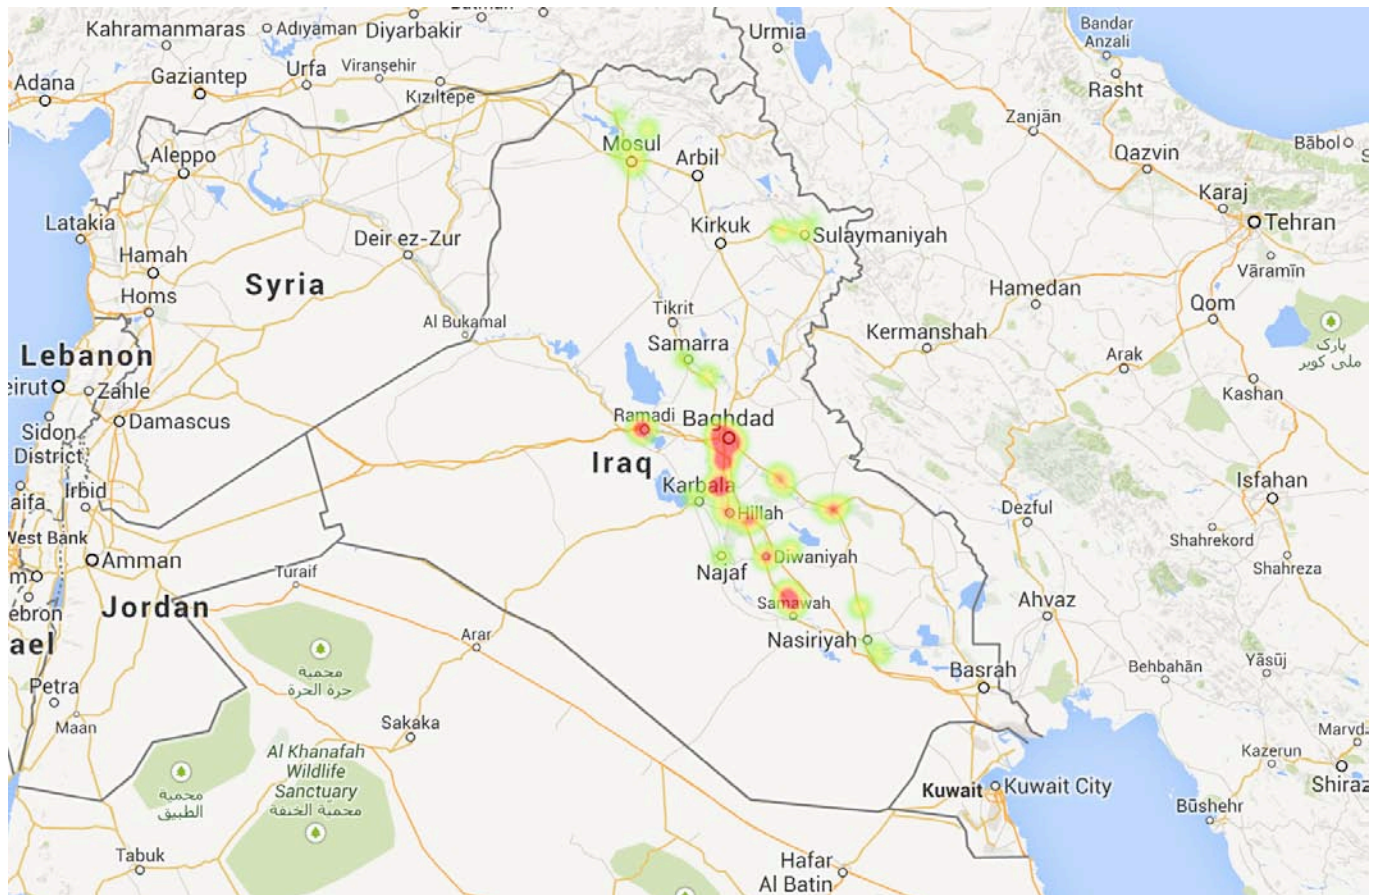 Kahramanmaras
Adıyaman
Diyarbakir
Urmia
Bandar
Anzali
Adana
Gaziantep
Urfa
Viranşehir
Kızıltepe
Rasht
Zanjān
Mosul
Arbil
Aleppo
Qazvin
Bābol
Karaj
Latakia
Kirkuk
Tehran
Deir ez-Zur
Sulaymaniyah
Hamah
Vāramīn
Syria
Homs
Hamedan
Qom
Tikrit
Al Bukamal
Kermanshah
Samarra
پارک
ملی کویر
Lebanon
Arak
eirut
Zahle
Kashan
Ramadi
Baghdad
Damascus
Sidon
District
Iraq
Isfahan
Karbala
Irbid
aifa
Dezful
Hillah
West Bank
Shahrekord
Amman
Diwaniyah
Najaf
Shahreza
Turaif
m
ebron
Jordan
Samawah
Ahvaz
ael
Arar
Nasiriyah
Basrah
Behbahān
Yāsūj
محمية
حرة الحرة
Petra
Maan
Sakaka
Marvd
Al Khanafah
Wildlife
Sanctuary
محمية الخنفة
Kazerun
محمية
الطبيق
Kuwait
Kuwait City
Shiraz
Būshehr
Tabuk
Hafar
Al Batin